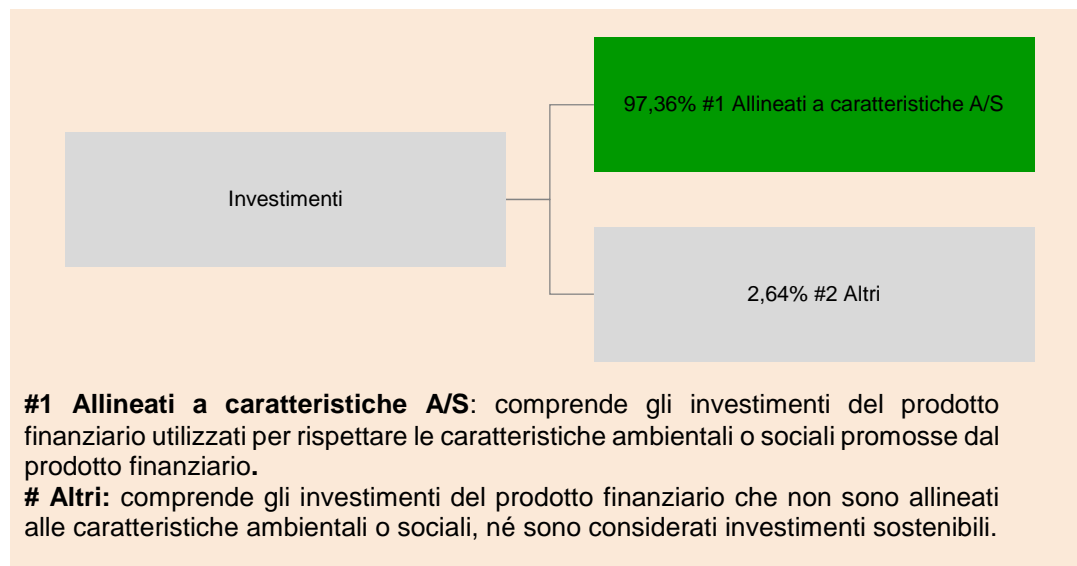 97,36% #1 Allineati a caratteristiche A/S
Investimenti
2,64% #2 Altri
#1 Allineati a caratteristiche A/S: comprende gli investimenti del prodotto
finanziario utilizzati per rispettare le caratteristiche ambientali o sociali promosse dal
prodotto finanziario.
# Altri: comprende gli investimenti del prodotto finanziario che non sono allineati
alle caratteristiche ambientali o sociali, né sono considerati investimenti sostenibili.